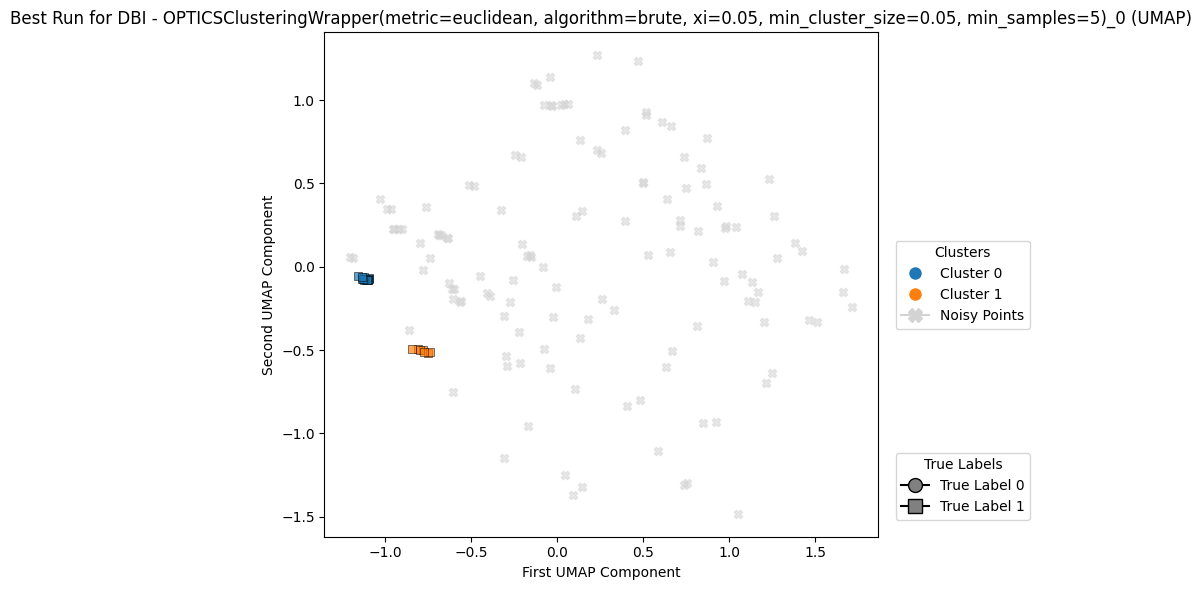 Best Run for DBI - OPTICSClusteringWrapper(metric=euclidean, algorithm=brute, xi=0.05, min_cluster_size=0.05, min_samples=5)_0 (UMAP)
Second UMAP Component
1.0
0.5
0.0
−0.5
−1.0
−1.5
−1.0
−0.5
0.0
0.5
1.0
1.5
First UMAP Component
Clusters
Cluster 0
Cluster 1
Noisy Points
True Labels
True Label 0
True Label 1